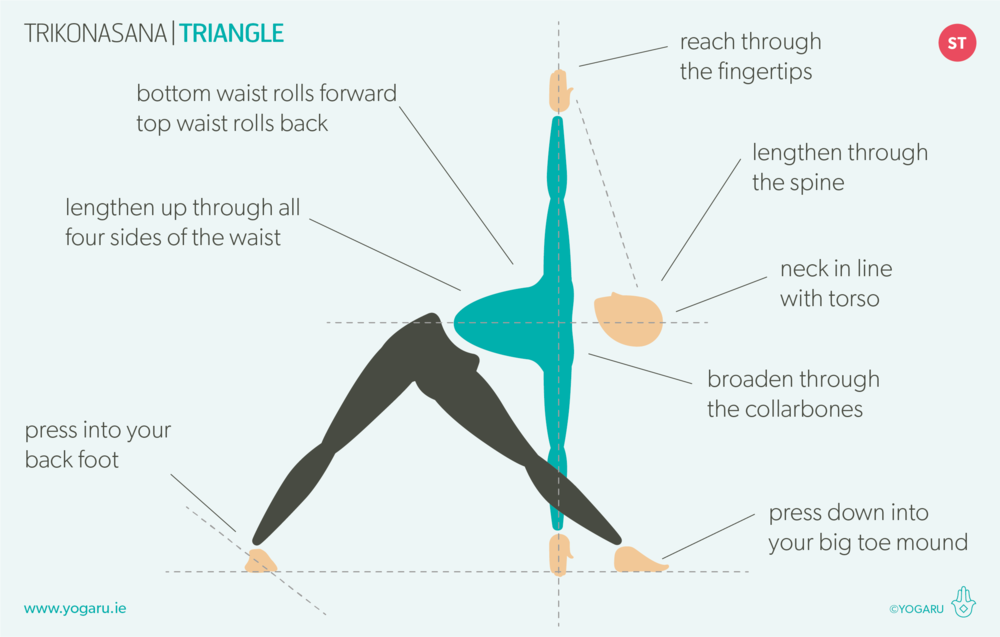 TRIKONASANA|TRIANGLE
ST
reach through
the fingertips
bottom waist rolls forward
top waist rolls back
lengthen through
the spine
lengthen up through all
four sides of the waist
neck in line
with torso
broaden through
the collarbones
press into your
back foot
press down into
your big toe mound
www.yogaru.ie
©YOGARU